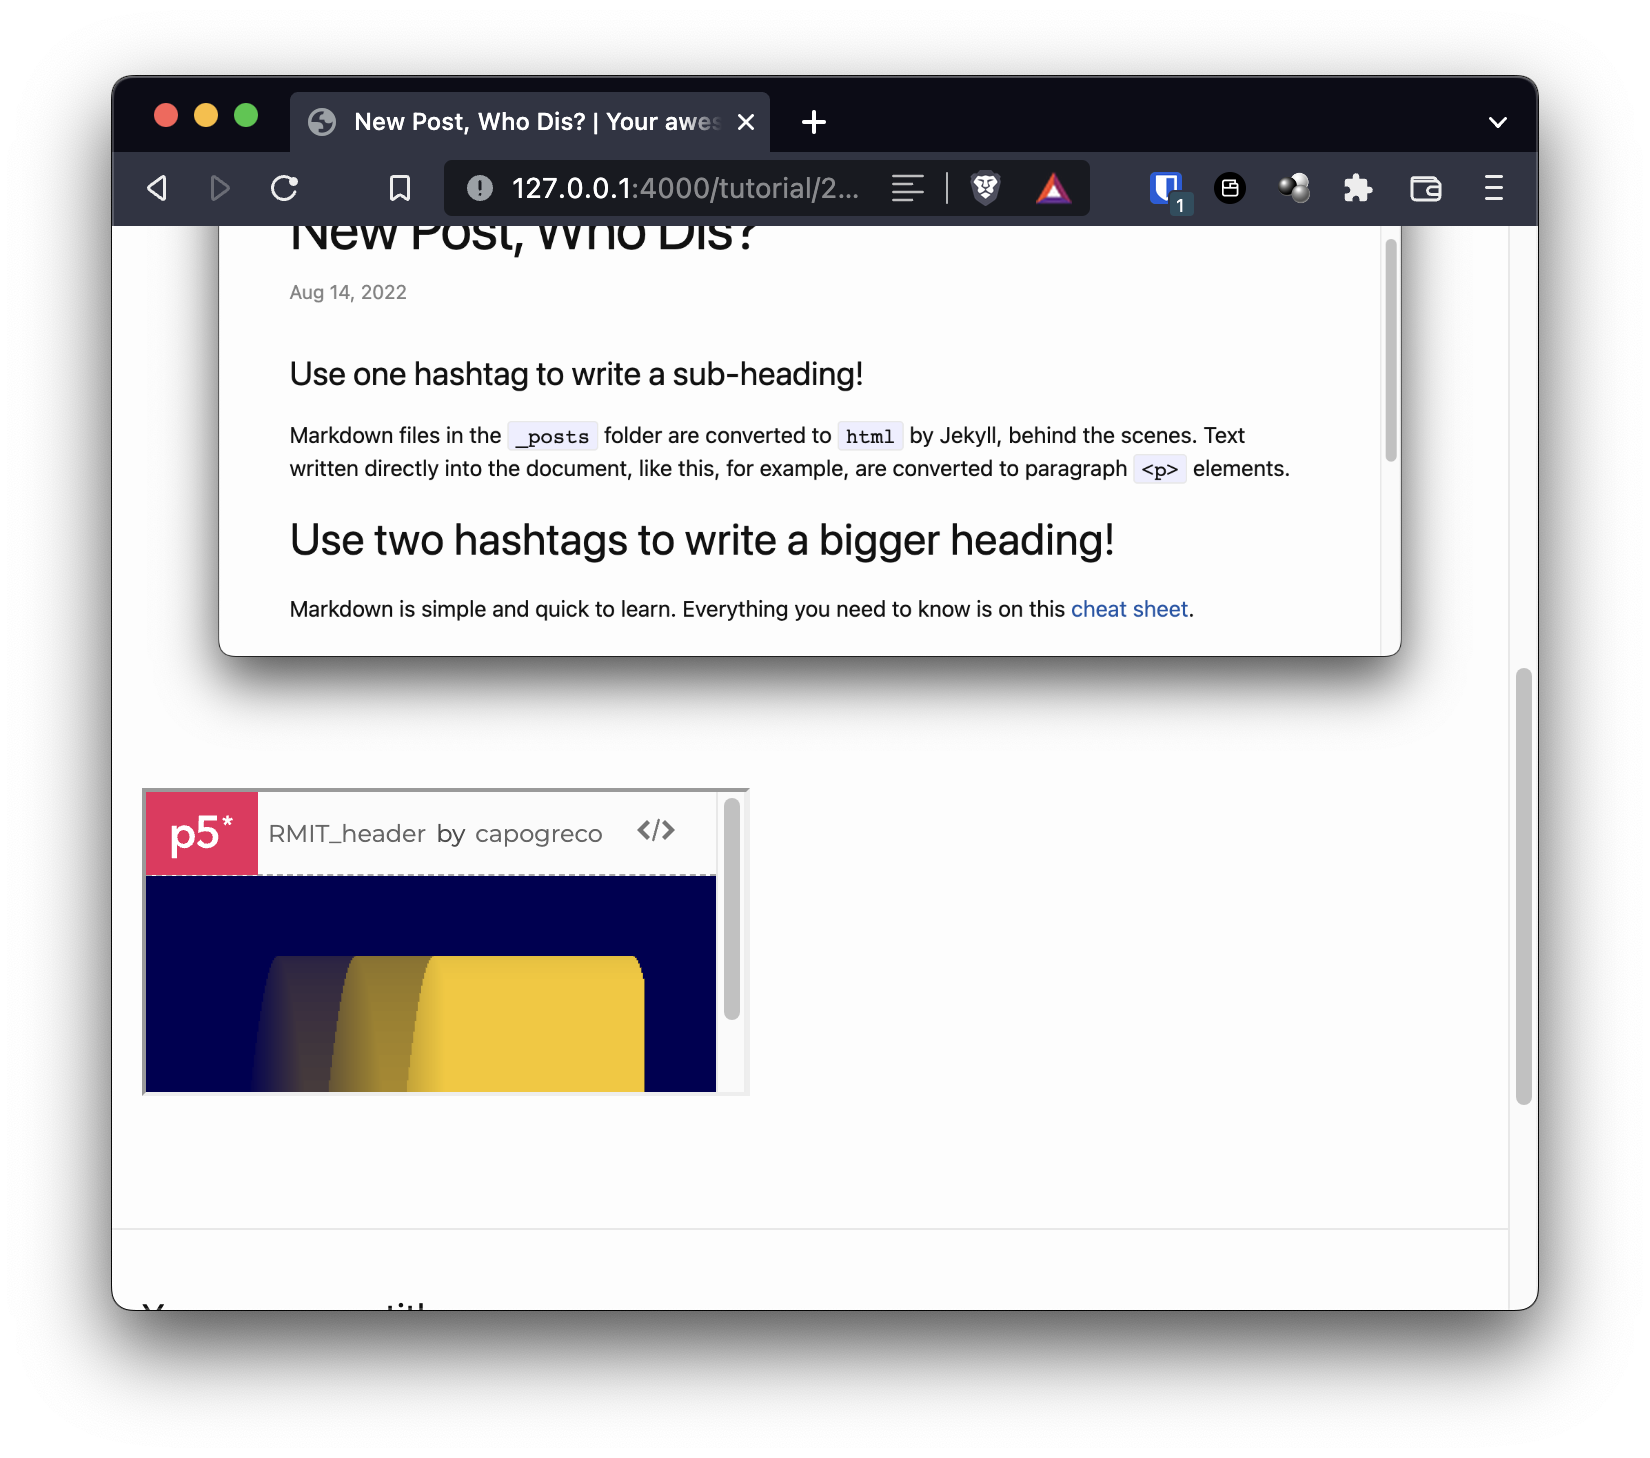 New Post, Who Dis? | Your awes
127.0.0.1:4000/tutorial/2...
1
New Post, Who Dis?
Aug 14, 2022
Use one hashtag to write a sub-heading!
Markdown files in the _posts folder are converted to html by Jekyll, behind the scenes. Text
written directly into the document, like this, for example, are converted to paragraph <p> elements.
Use two hashtags to write a bigger heading!
Markdown is simple and quick to learn. Everything you need to know is on this cheat sheet.
p5* RMIT_header by capogreco </>